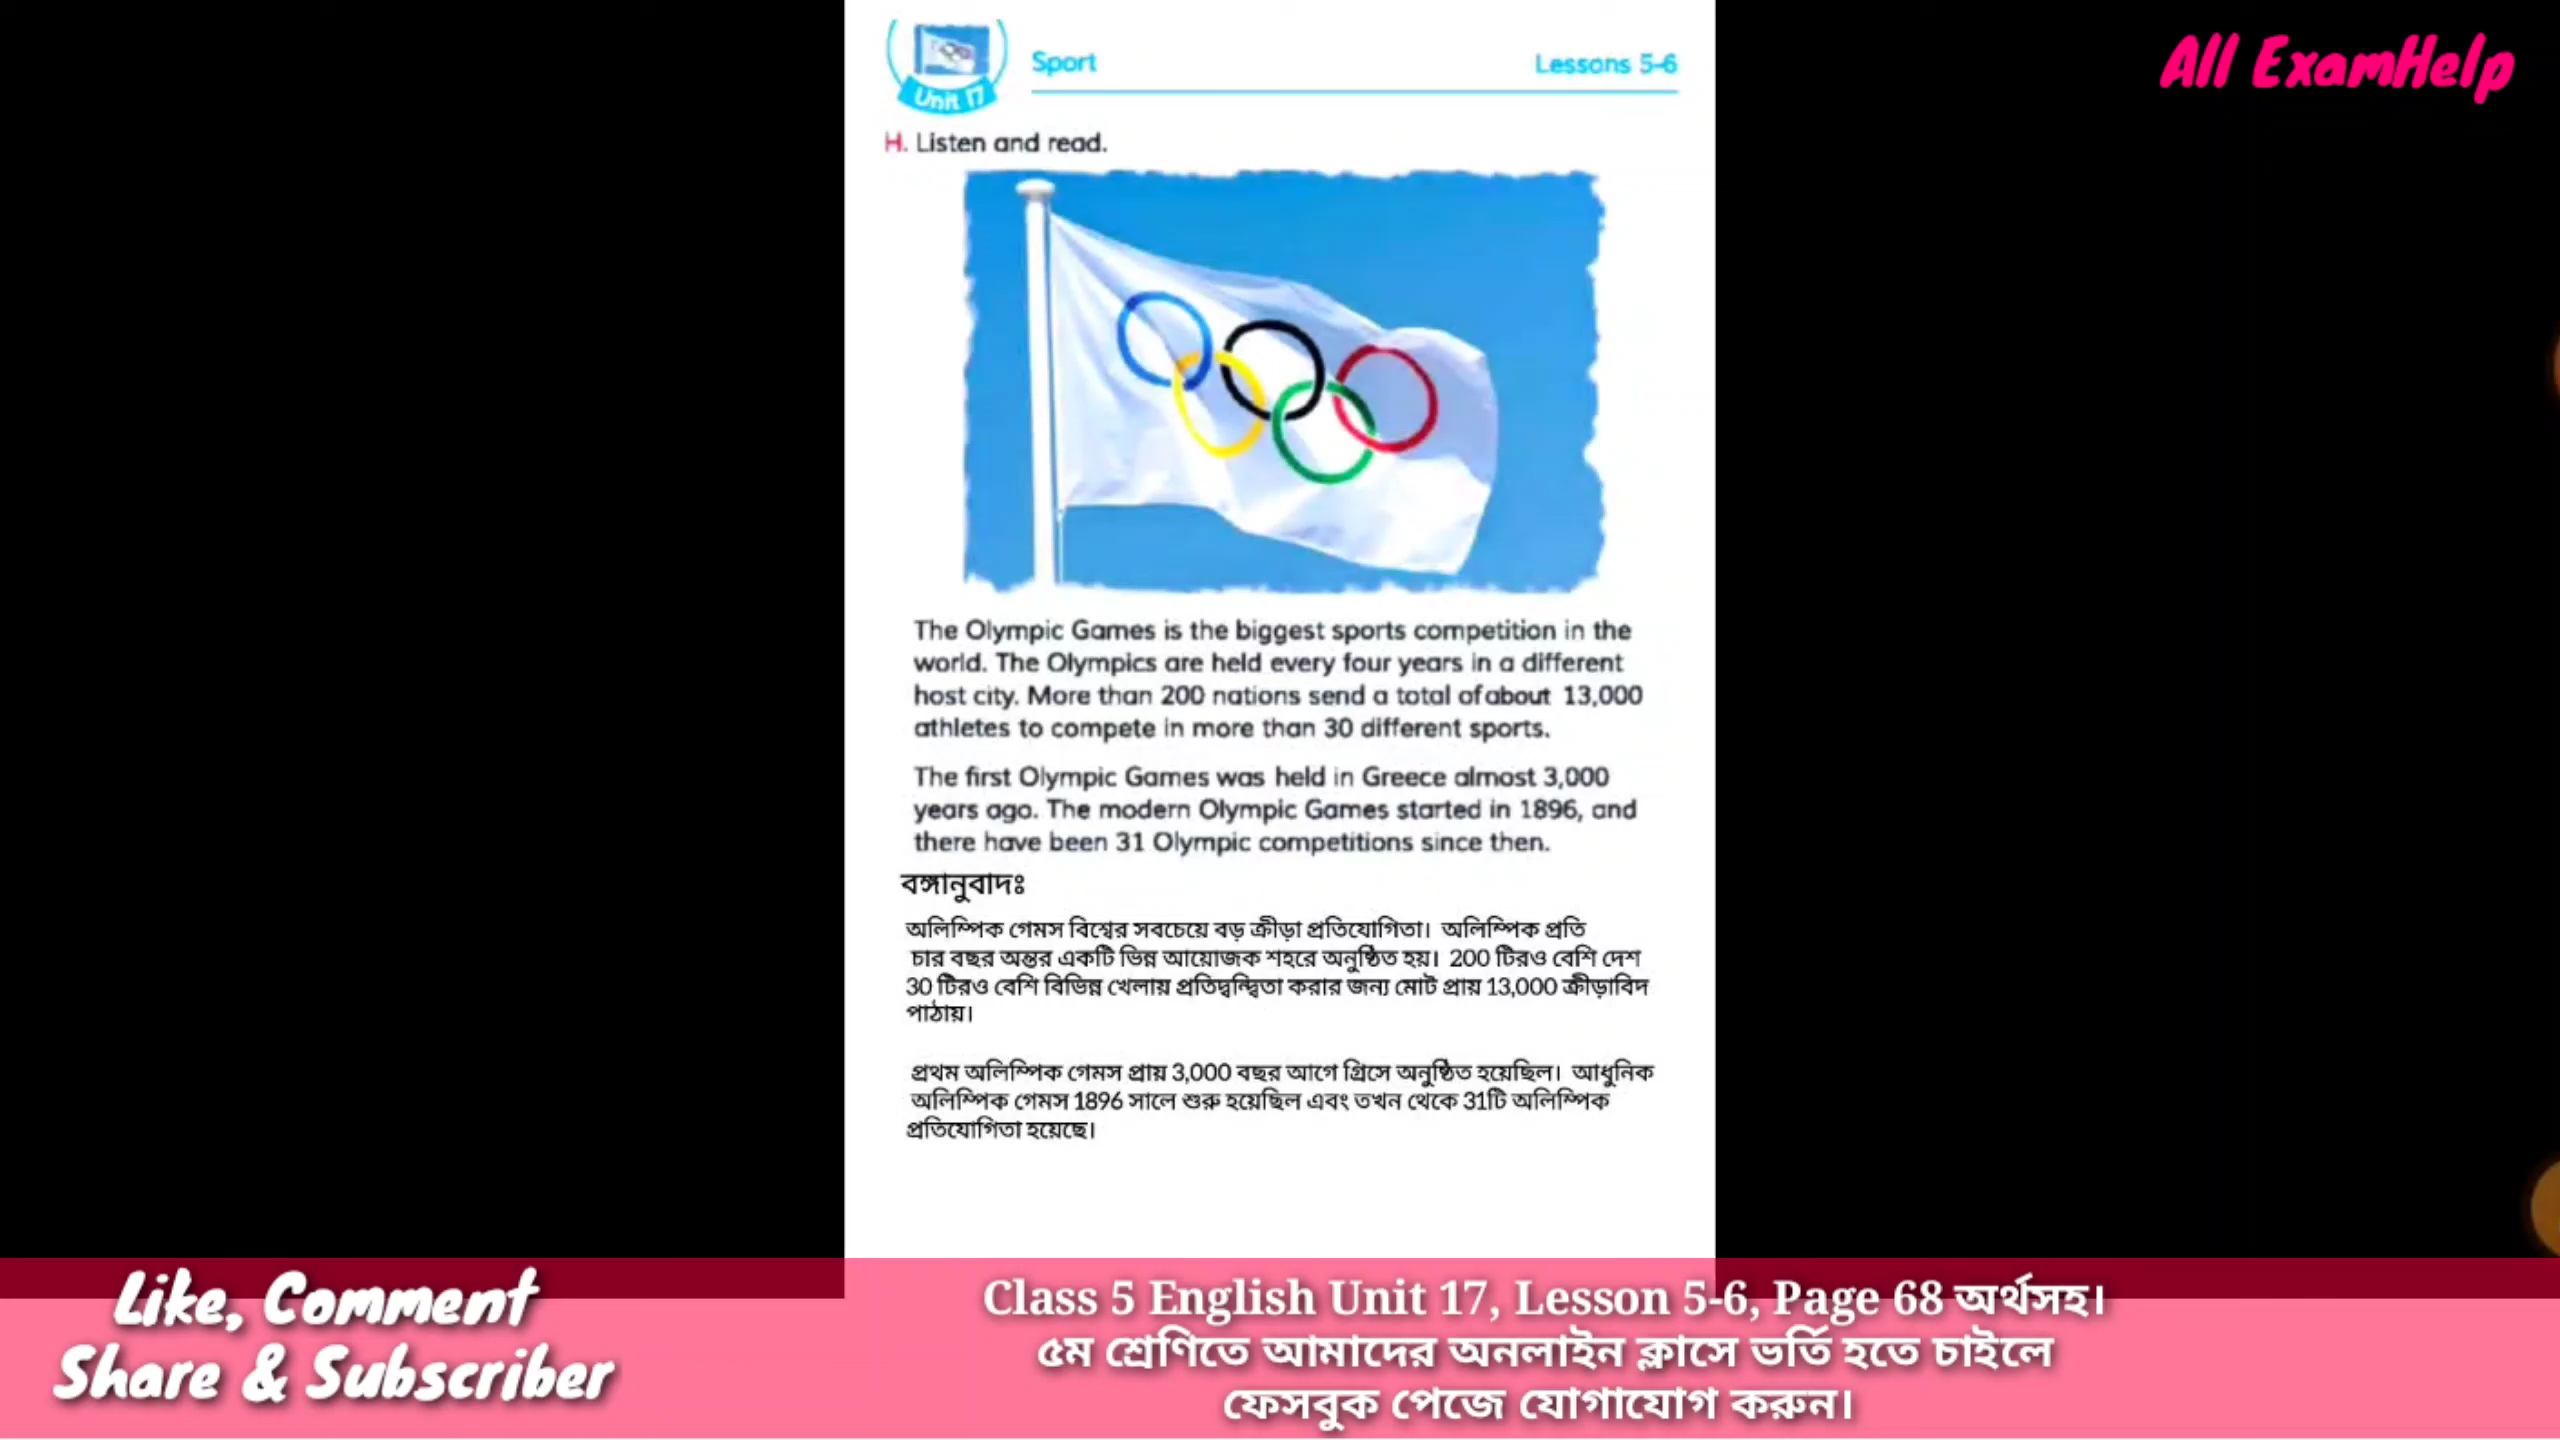 All ExamHelp
Unit 17
Sport
Lessons 5-6
H. Listen and read.
The Olympic Games is the biggest sports competition in the
world. The Olympics are held every four years in a different
host city. More than 200 nations send a total of about 13,000
athletes to compete in more than 30 different sports.
The first Olympic Games was held in Greece almost 3,000
years ago. The modern Olympic Games started in 1896, and
there have been 31 Olympic competitions since then.
বঙ্গানুবাদঃ
অলিম্পিক গেমস বিশ্বের সবচেয়ে বড় ক্রীড়া প্রতিযোগিতা। অলিম্পিক প্রতি
চার বছর অন্তর একটি ভিন্ন আয়োজক শহরে অনুষ্ঠিত হয়। 200 টিরও বেশি দেশ
30 টিরও বেশি বিভিন্ন খেলায় প্রতিদ্বন্দ্বিতা করার জন্য মোট প্রায় 13,000 ক্রীড়াবিদ
পাঠায়।
প্রথম অলিম্পিক গেমস প্রায় 3,000 বছর আগে গ্রিসে অনুষ্ঠিত হয়েছিল। আধুনিক
অলিম্পিক গেমস 1896 সালে শুরু হয়েছিল এবং তখন থেকে 31টি অলিম্পিক
প্রতিযোগিতা হয়েছে।
Like, Comment
Share & Subscriber
Class 5 English Unit 17, Lesson 5-6, Page 68 অর্থসহ।
৫ম শ্রেণিতে আমাদের অনলাইন ক্লাসে ভর্তি হতে চাইলে
ফেসবুক পেজে যোগাযোগ করুন।